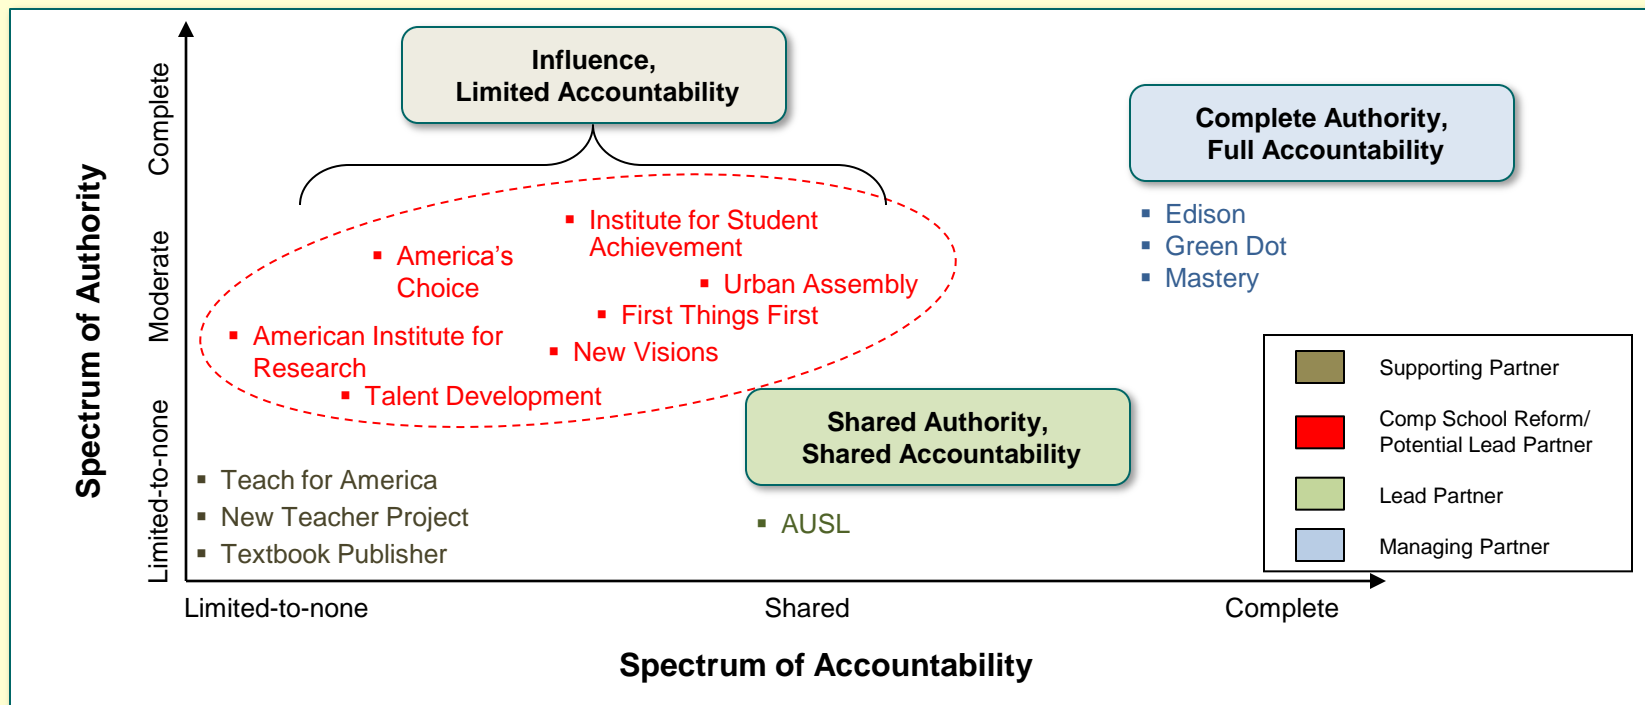 Influence,
Limited Accountability
Complete Authority,
Full Accountability
Spectrum of Authority
Complete
Moderate
Limited-to-none
▪ Institute for Student
Achievement
▪ America's
Choice
▪ Urban Assembly
▪ First Things First
▪ American Institute for
Research
▪ New Visions
▪ Talent Development
▪ Edison
▪ Green Dot
▪ Mastery
Shared Authority,
Shared Accountability
▪ Teach for America
▪ New Teacher Project
▪ Textbook Publisher
▪ AUSL
Supporting Partner
Comp School Reform/
Potential Lead Partner
Lead Partner
Managing Partner
Limited-to-none
Shared
Complete
Spectrum of Accountability